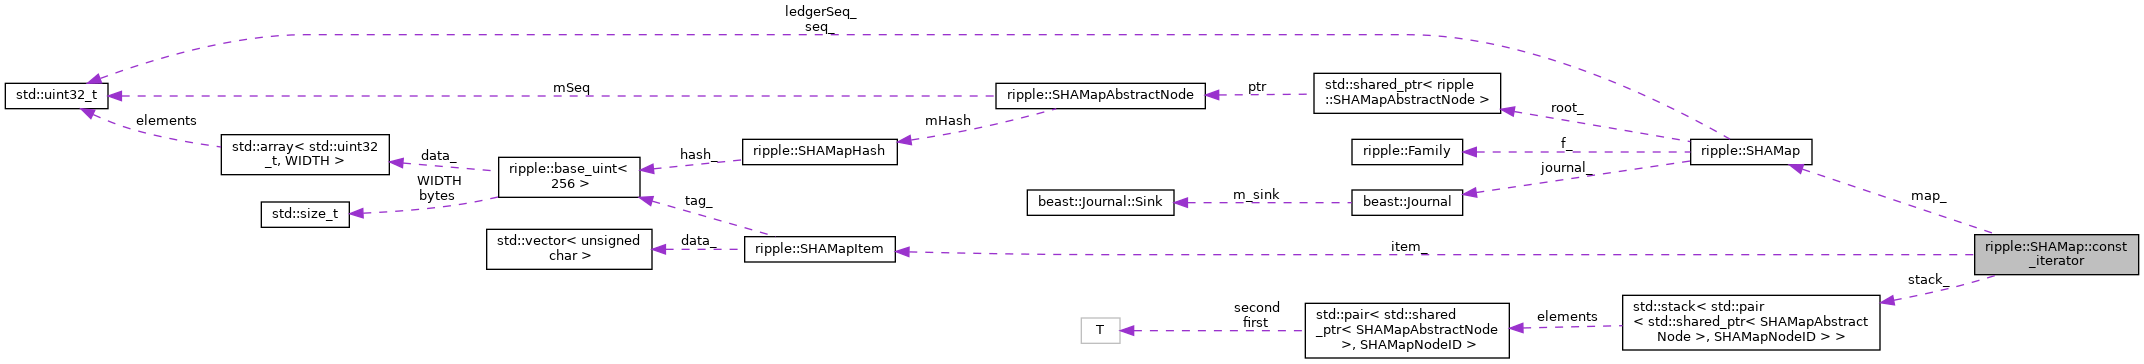 ledgerSeq_
seq_
std::uint32_t
mSeq
ripple::SHAMapAbstractNode
ptr
std::shared_ptr< ripple
::SHAMapAbstractNode >
root_
elements
mHash
std::array< std::uint32
_t, WIDTH >
data_
ripple::base_uint<
256 >
hash_
ripple::SHAMapHash
ripple::Family
f_
ripple::SHAMap
journal_
WIDTH
bytes
std::size_t
tag_
beast::Journal::Sink
m_sink
beast::Journal
map_
std::vector< unsigned
char >
data_
ripple::SHAMapItem
item_
ripple::SHAMap::const
_iterator
stack_
T
second
first
std::pair< std::shared
_ptr< SHAMapAbstractNode
>, SHAMapNodeID >
elements
std::stack< std::pair
< std::shared_ptr< SHAMapAbstract
Node >, SHAMapNodeID > >